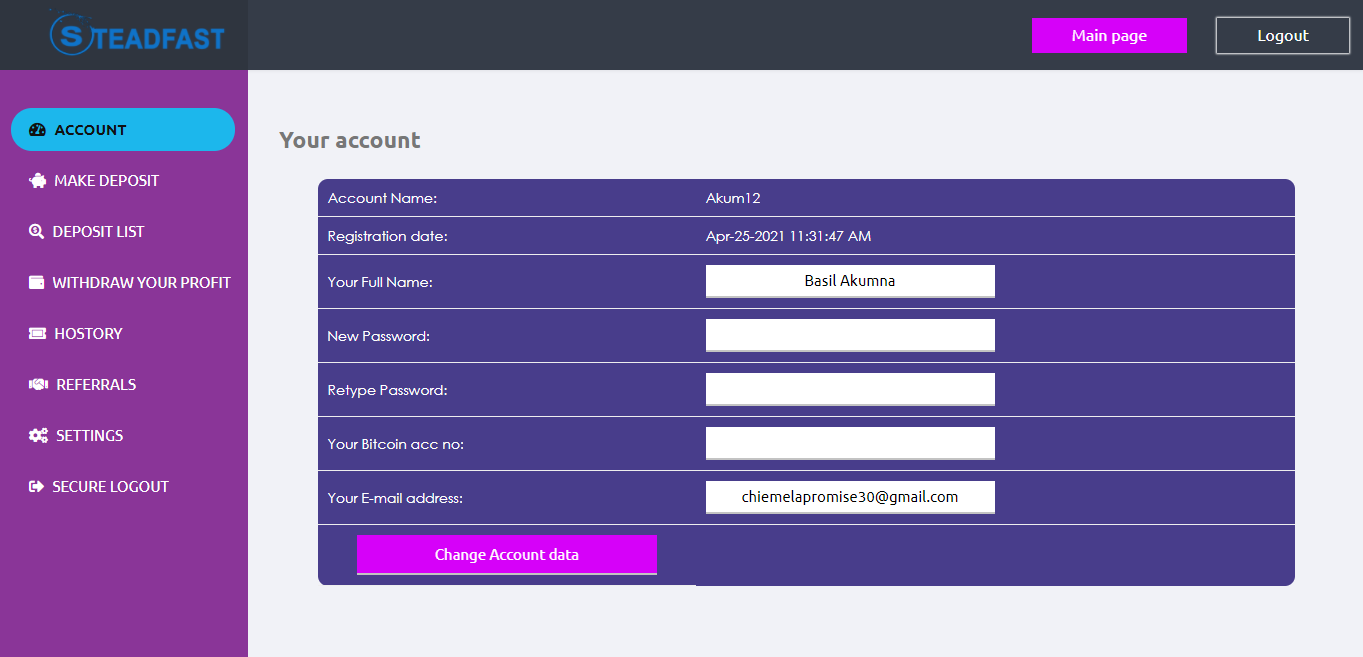 STEADFAST
Main page
Logout
ACCOUNT
MAKE DEPOSIT
DEPOSIT LIST
WITHDRAW YOUR PROFIT
HOSTORY
REFERRALS
SETTINGS
SECURE LOGOUT
Your account
Account Name: Akum12
Registration date: Apr-25-2021 11:31:47 AM
Your Full Name: Basil Akumna
New Password:
Retype Password:
Your Bitcoin acc no:
Your E-mail address: chiemelapromise30@gmail.com
Change Account data